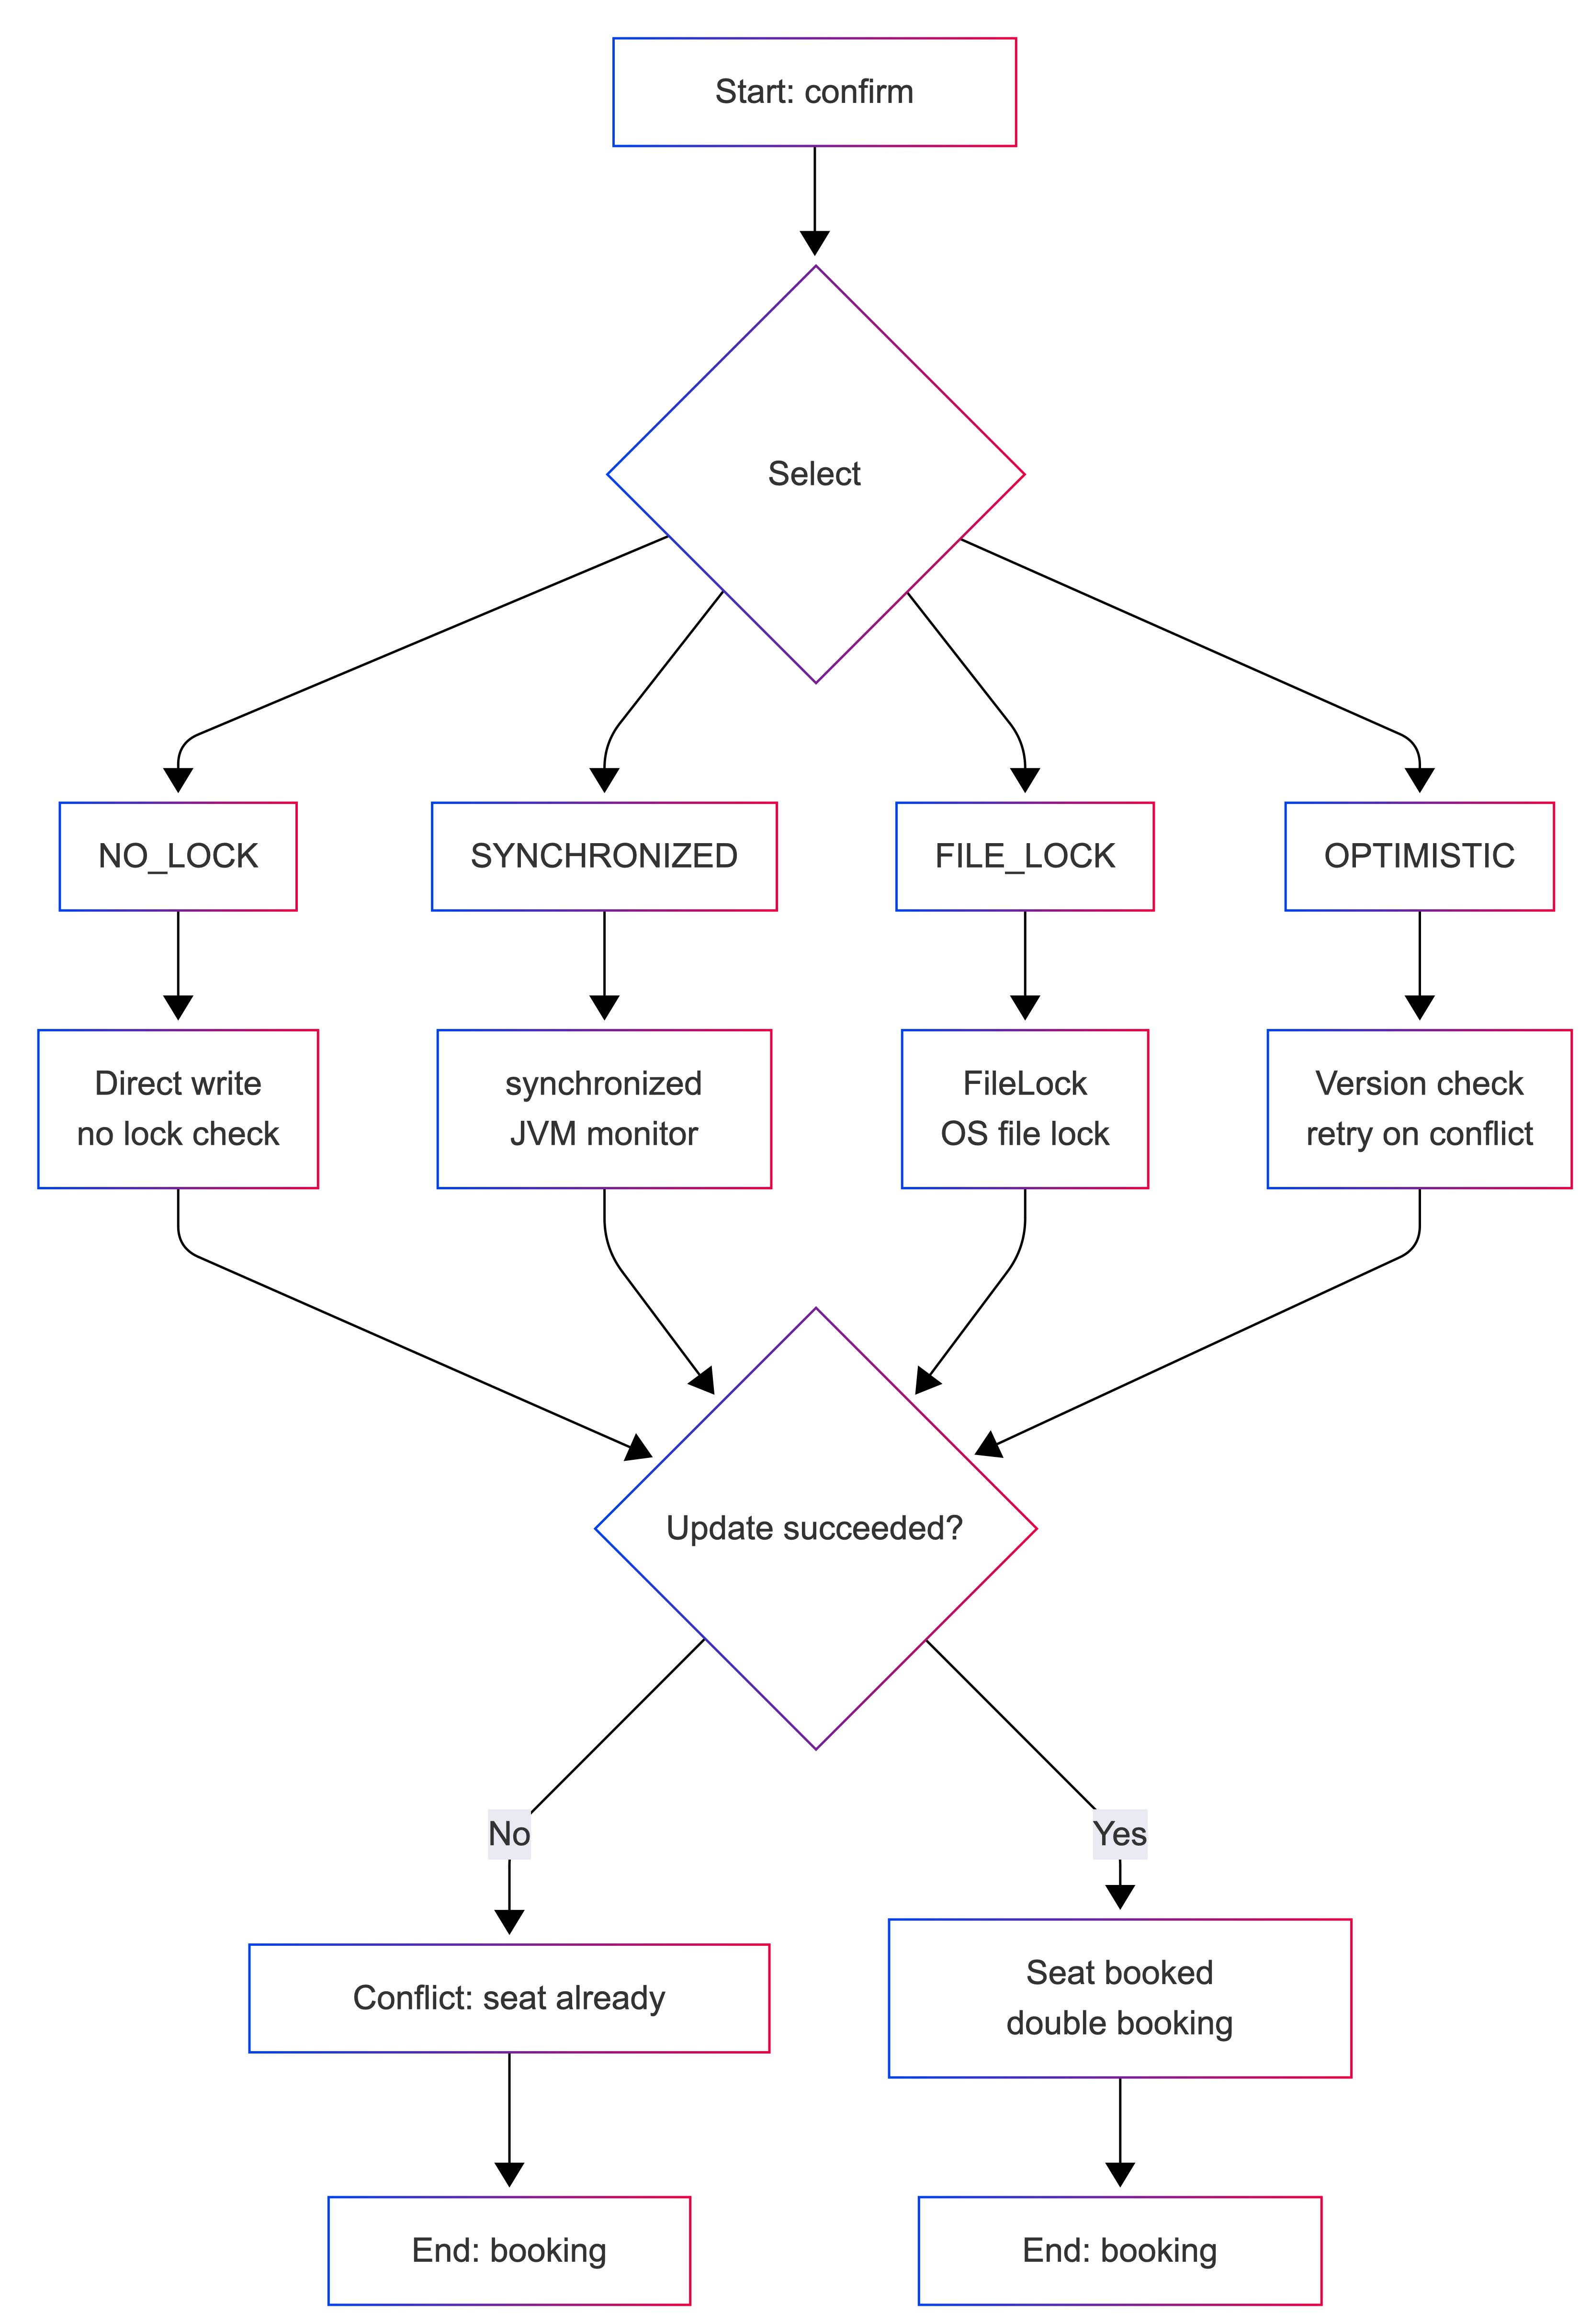 Start: confirm
Select
NO_LOCK
SYNCHRONIZED
FILE_LOCK
OPTIMISTIC
Direct write
no lock check
synchronized
JVM monitor
FileLock
OS file lock
Version check
retry on conflict
Update succeeded?
No
Yes
Conflict: seat already
Seat booked
double booking
End: booking
End: booking